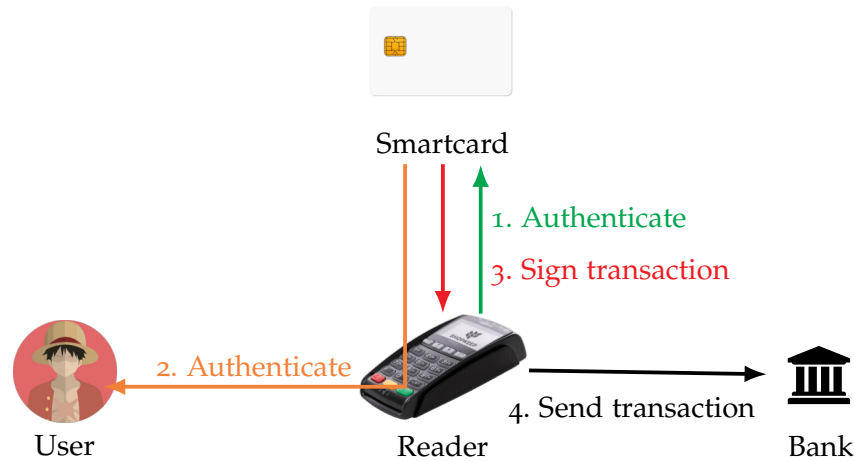 Smartcard
1. Authenticate
3. Sign transaction
2. Authenticate
4. Send transaction
User
Reader
Bank